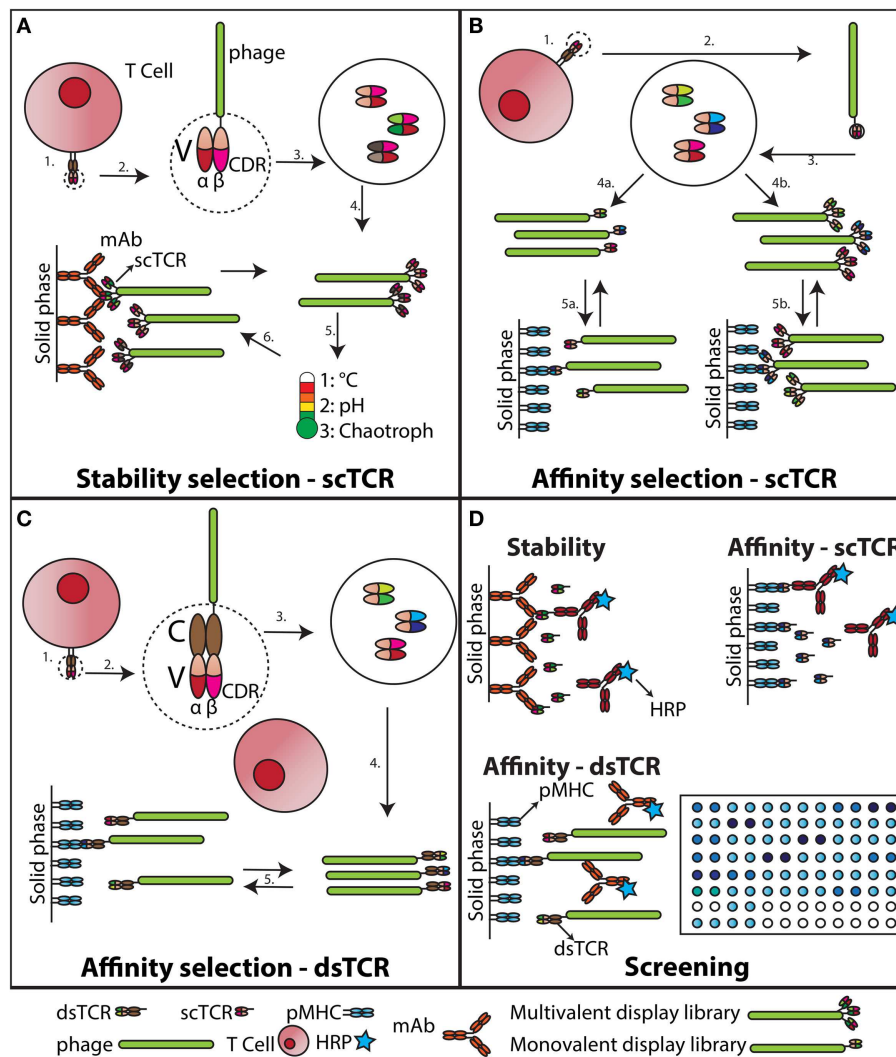 A
T Cell
phage
1.
2.
V
CDR
α β
3.
4.
mAb
scTCR
Solid phase
6.
5.
1: °C
2: pH
3: Chaotroph
Stability selection - scTCR
B
1.
2.
3.
4a.
4b.
5a.
5b.
Solid phase
Solid phase
Affinity selection - scTCR
C
1.
2.
C
V
CDR
α β
3.
4.
Solid phase
5.
Affinity selection - dsTCR
D
Stability
Solid phase
HRP
Affinity - scTCR
Solid phase
Affinity - dsTCR
pMHC
Solid phase
dsTCR
Screening
dsTCR
scTCR
pMHC
mAb
Multivalent display library
phage
T Cell
HRP
Monovalent display library